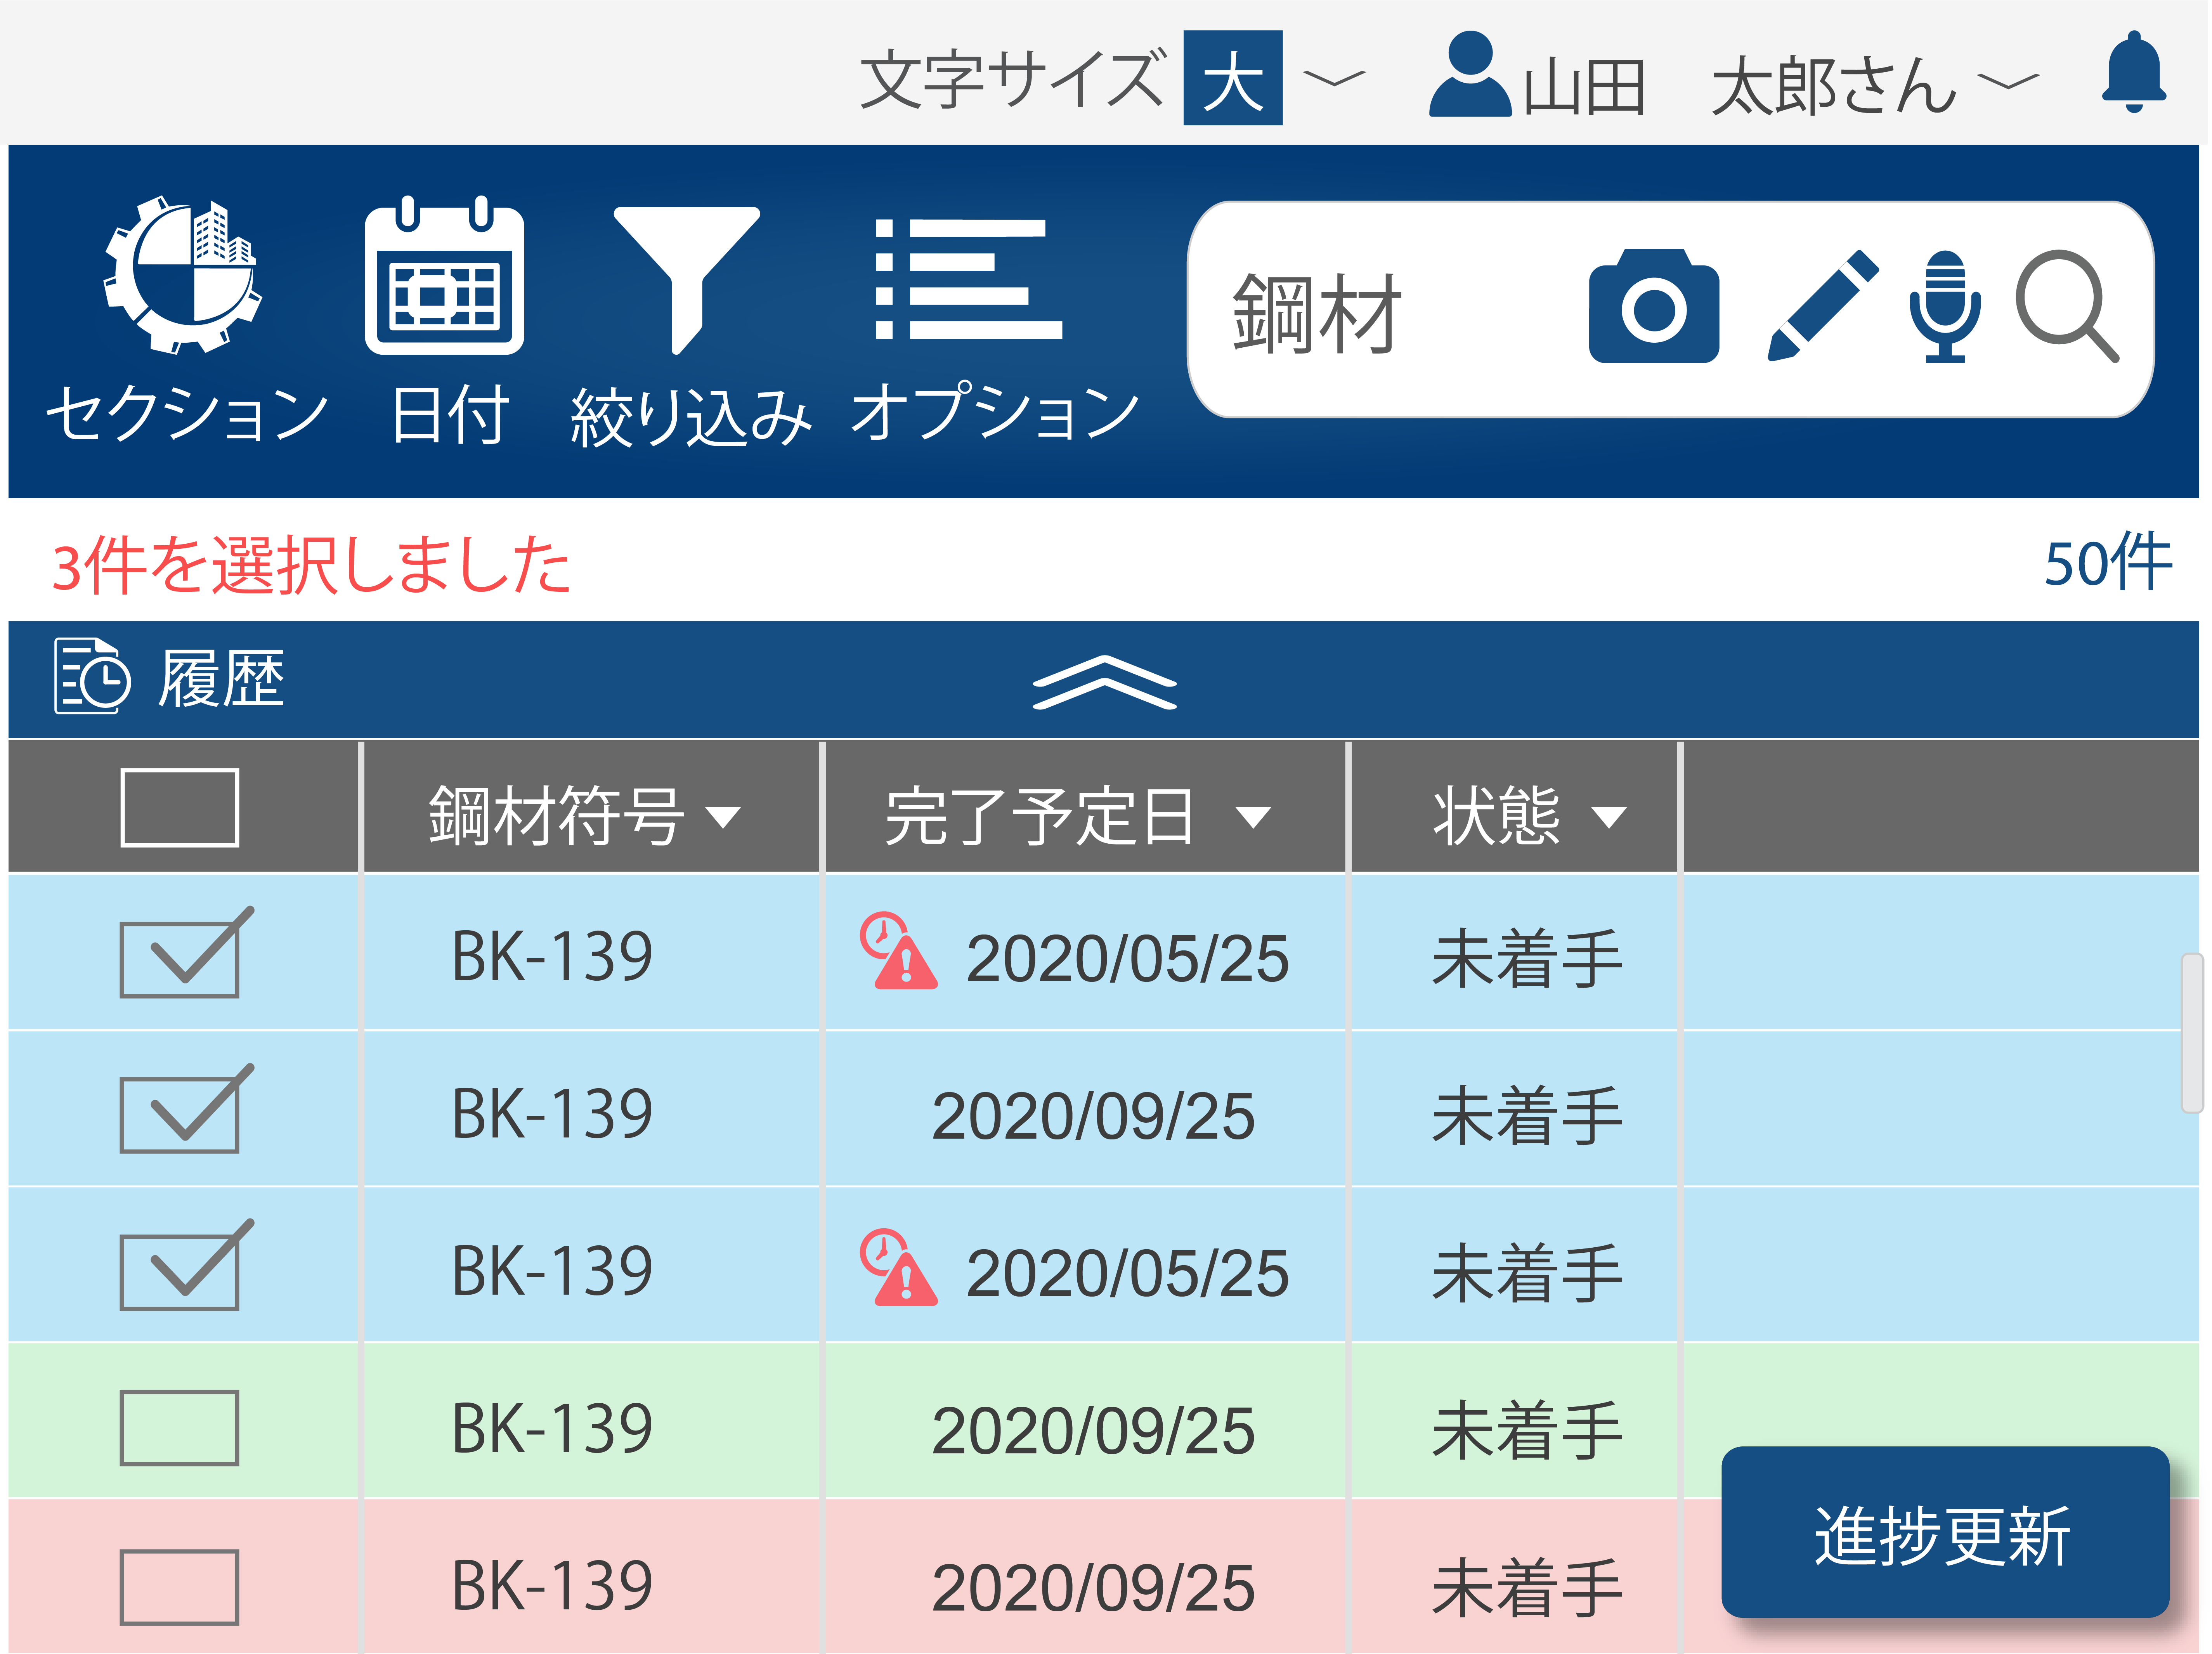 文字サイズ 大 山田 太郎さん
セクション 日付 絞り込み オプション 鋼材
3件を選択しました 50件
履歴
鋼材符号 完了予定日 状態
BK-139 2020/05/25 未着手
BK-139 2020/09/25 未着手
BK-139 2020/05/25 未着手
BK-139 2020/09/25 未着手
BK-139 2020/09/25 未着手
進捗更新